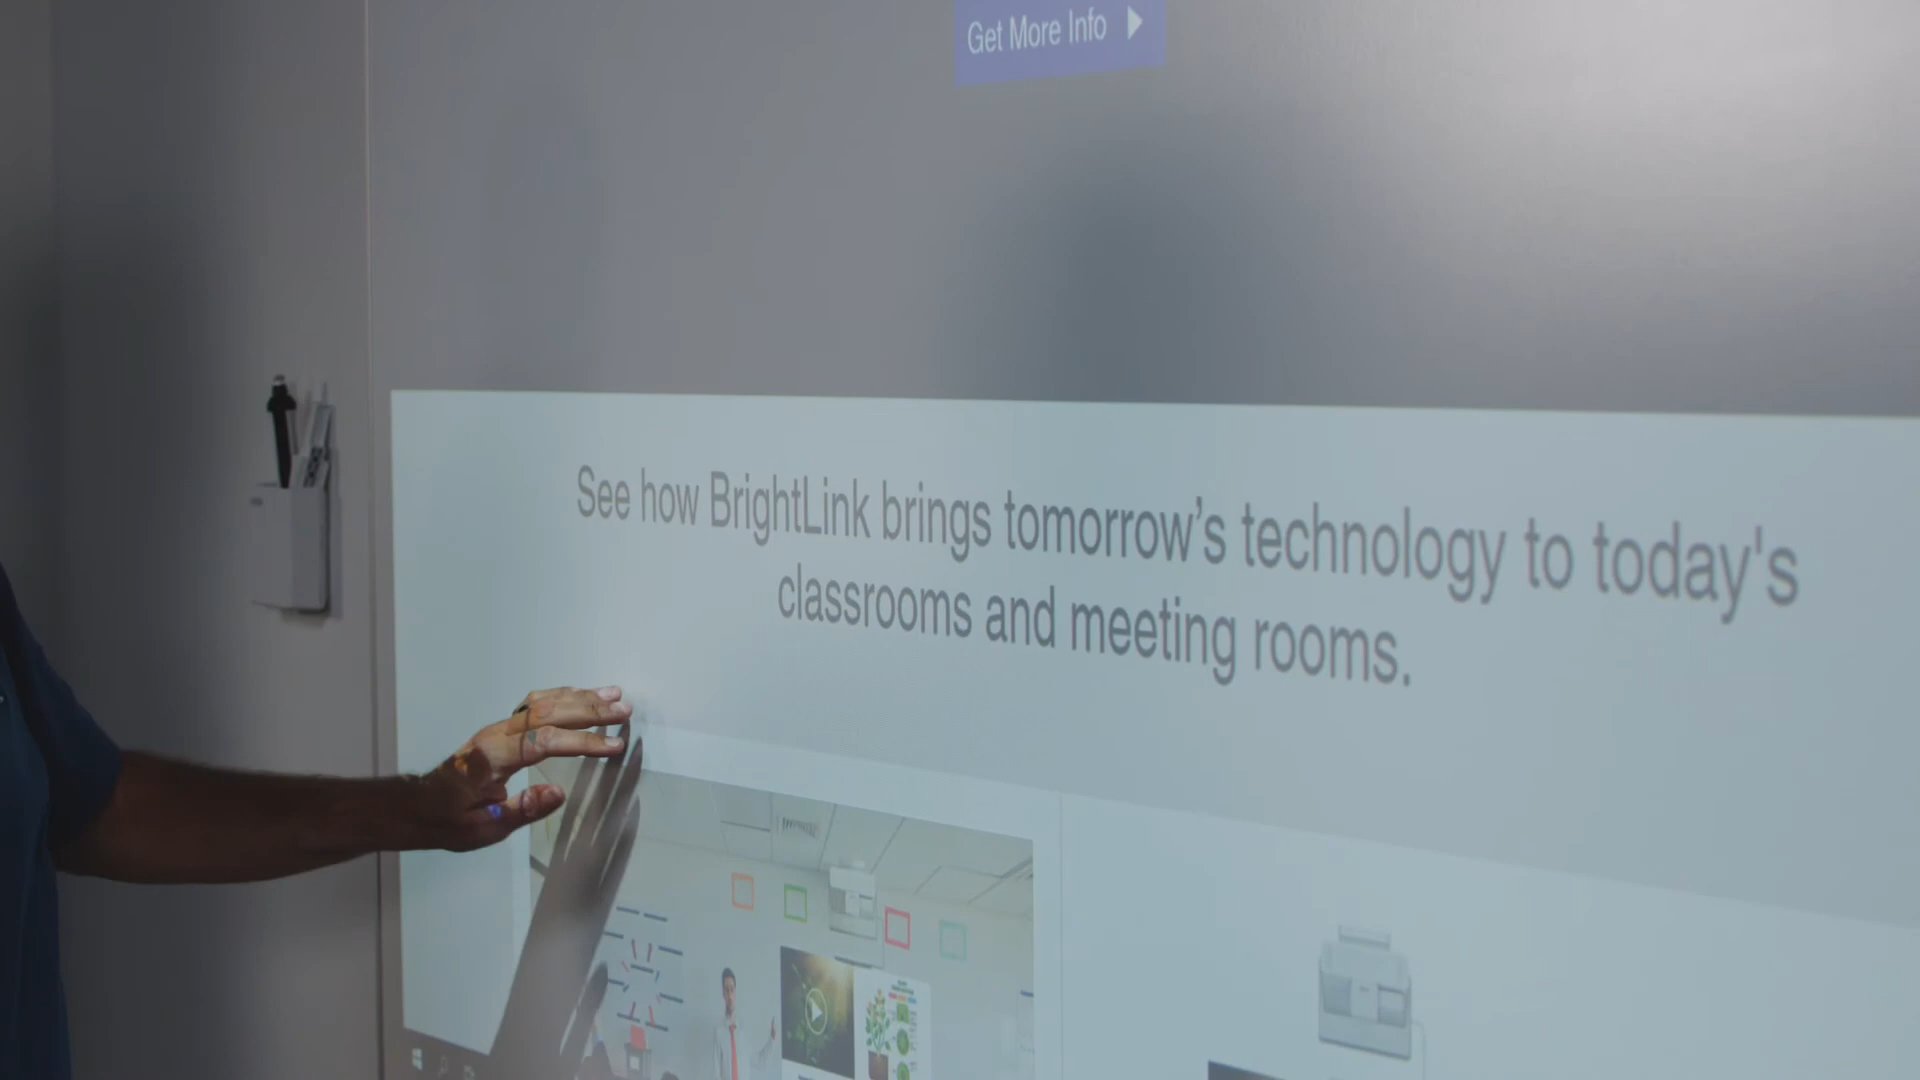 Get More Info
See how BrightLink brings tomorrow’s technology to today's
classrooms and meeting rooms.